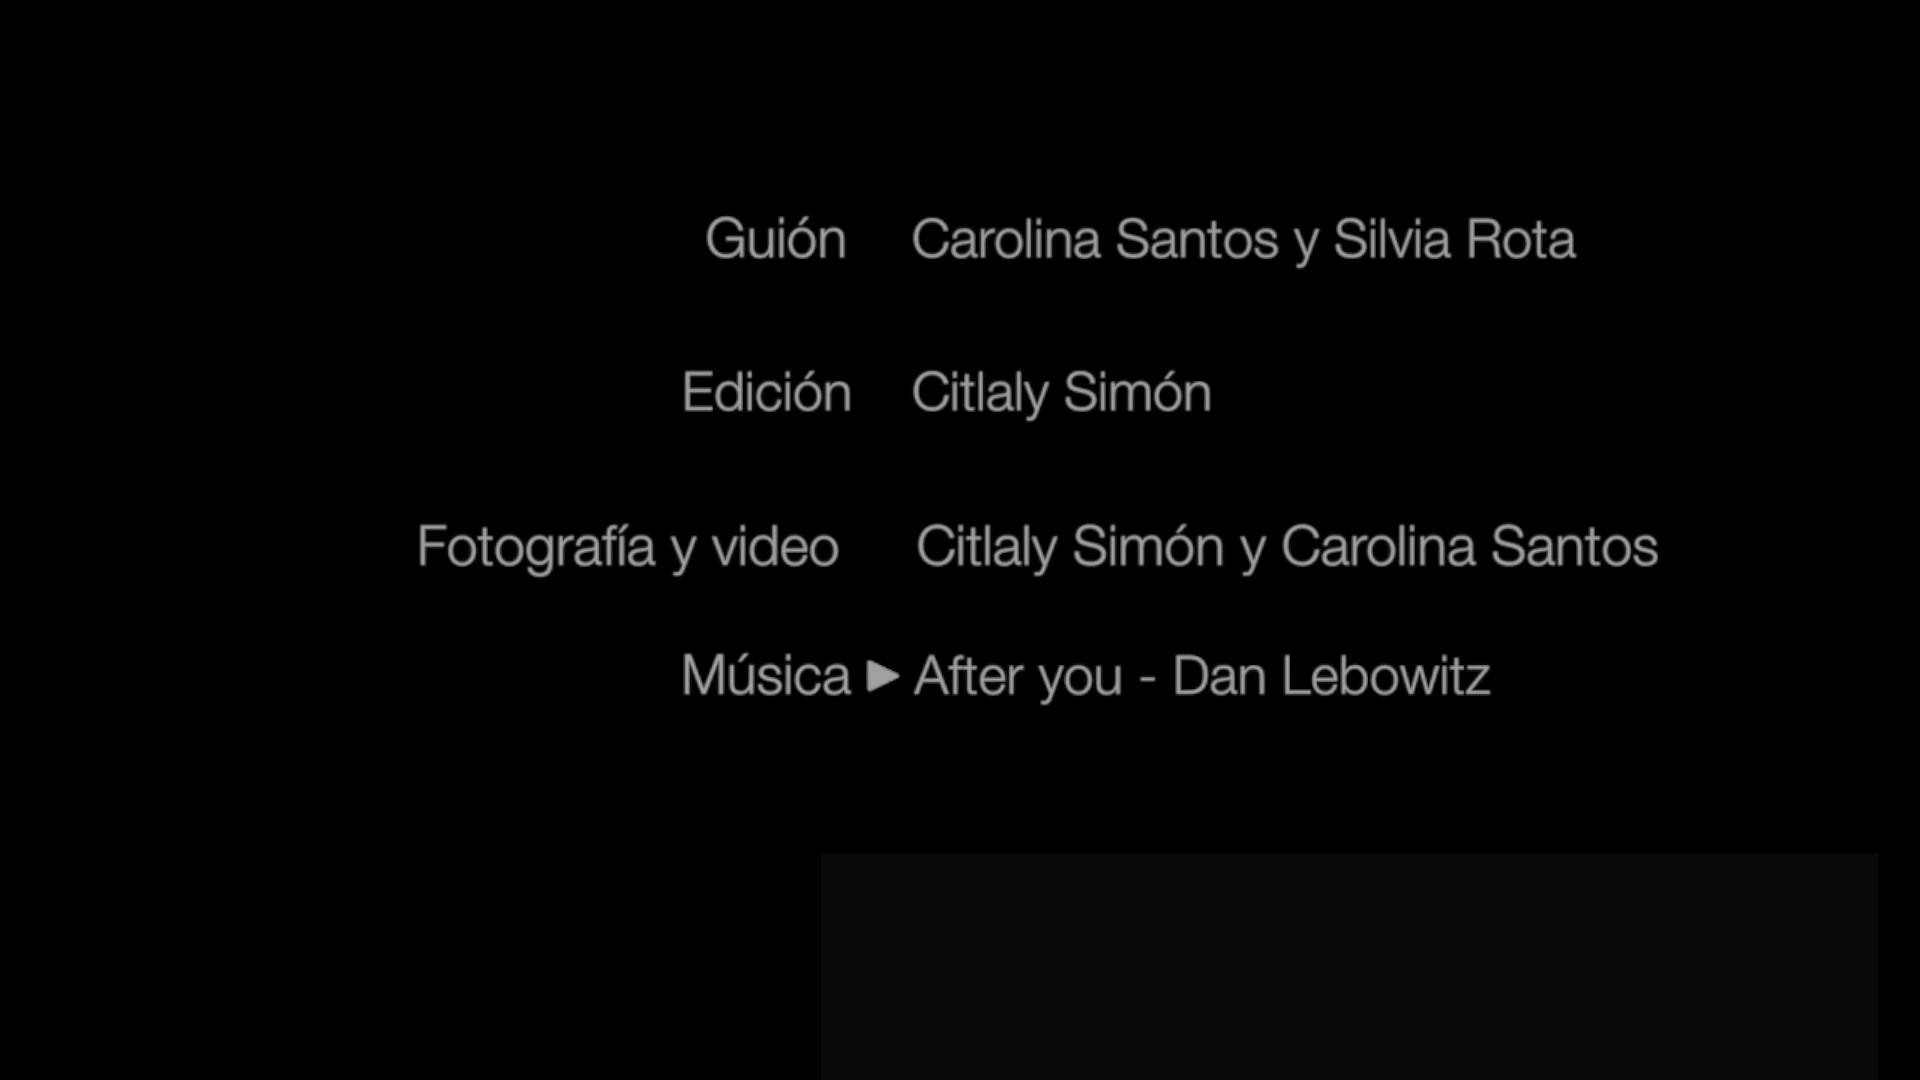 Guión Carolina Santos y Silvia Rota
Edición Citlaly Simón
Fotografía y video Citlaly Simón y Carolina Santos
Música ▶ After you - Dan Lebowitz